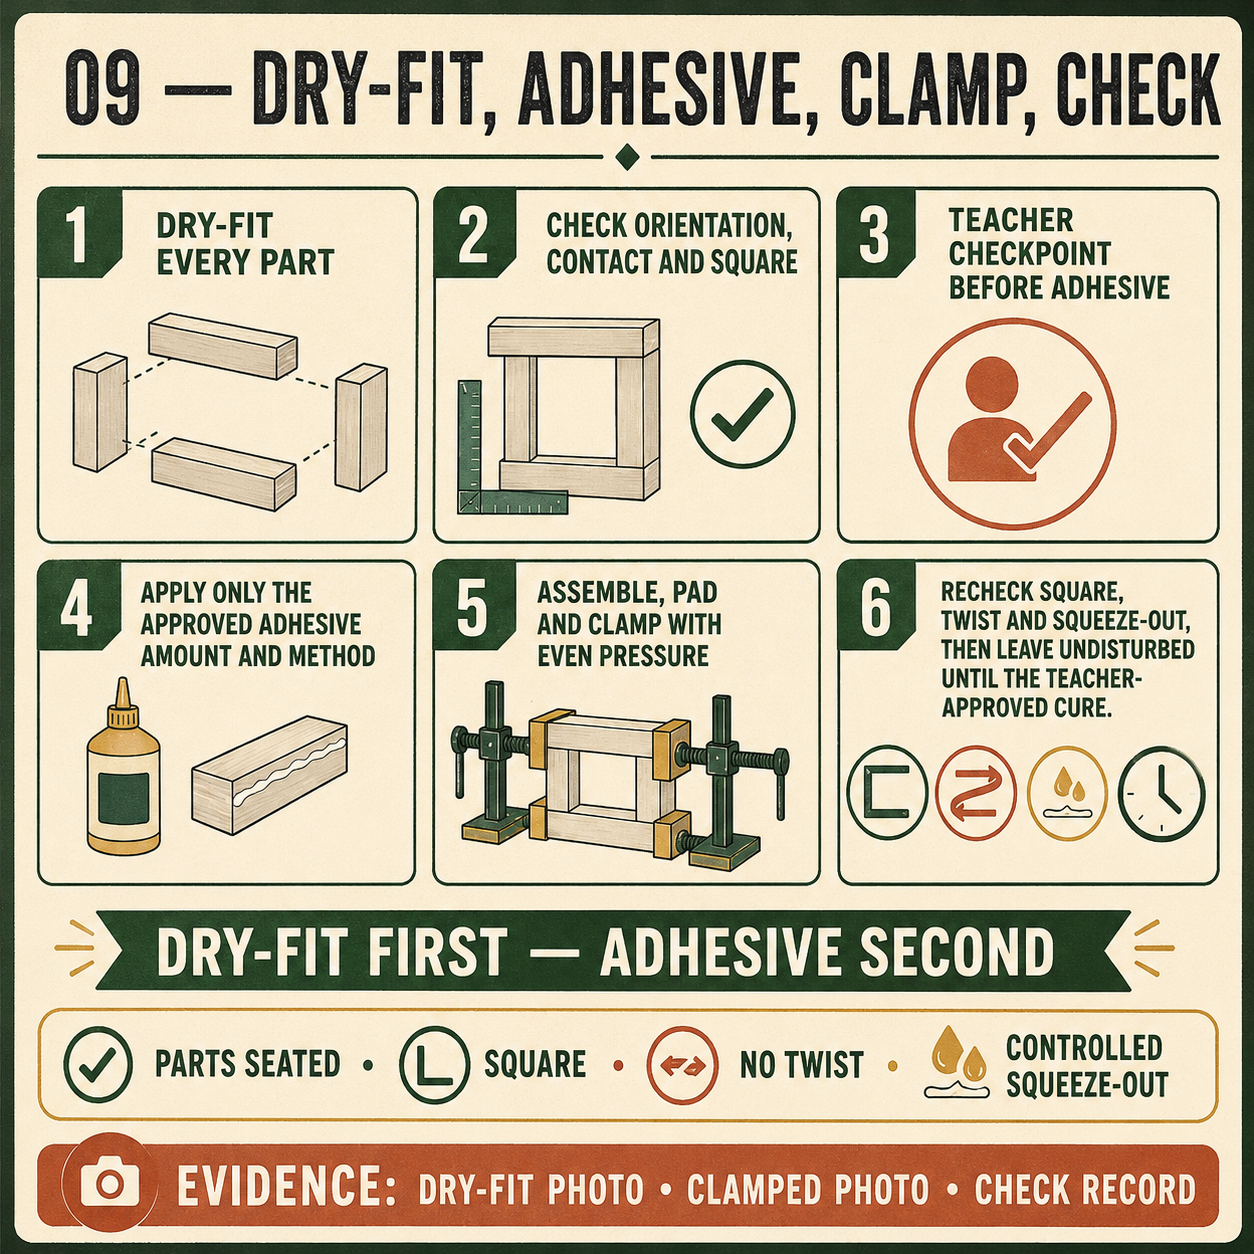 09 — DRY-FIT, ADHESIVE, CLAMP, CHECK
1
DRY-FIT
EVERY PART
2
CHECK ORIENTATION,
CONTACT AND SQUARE
3
TEACHER
CHECKPOINT
BEFORE ADHESIVE
4
APPLY ONLY THE
APPROVED ADHESIVE
AMOUNT AND METHOD
5
ASSEMBLE, PAD
AND CLAMP WITH
EVEN PRESSURE
6
RECHECK SQUARE,
TWIST AND SQUEEZE-OUT,
THEN LEAVE UNDISTURBED
UNTIL THE TEACHER-
APPROVED CURE.
DRY-FIT FIRST — ADHESIVE SECOND
PARTS SEATED • SQUARE • NO TWIST • CONTROLLED
SQUEEZE-OUT
EVIDENCE: DRY-FIT PHOTO • CLAMPED PHOTO • CHECK RECORD